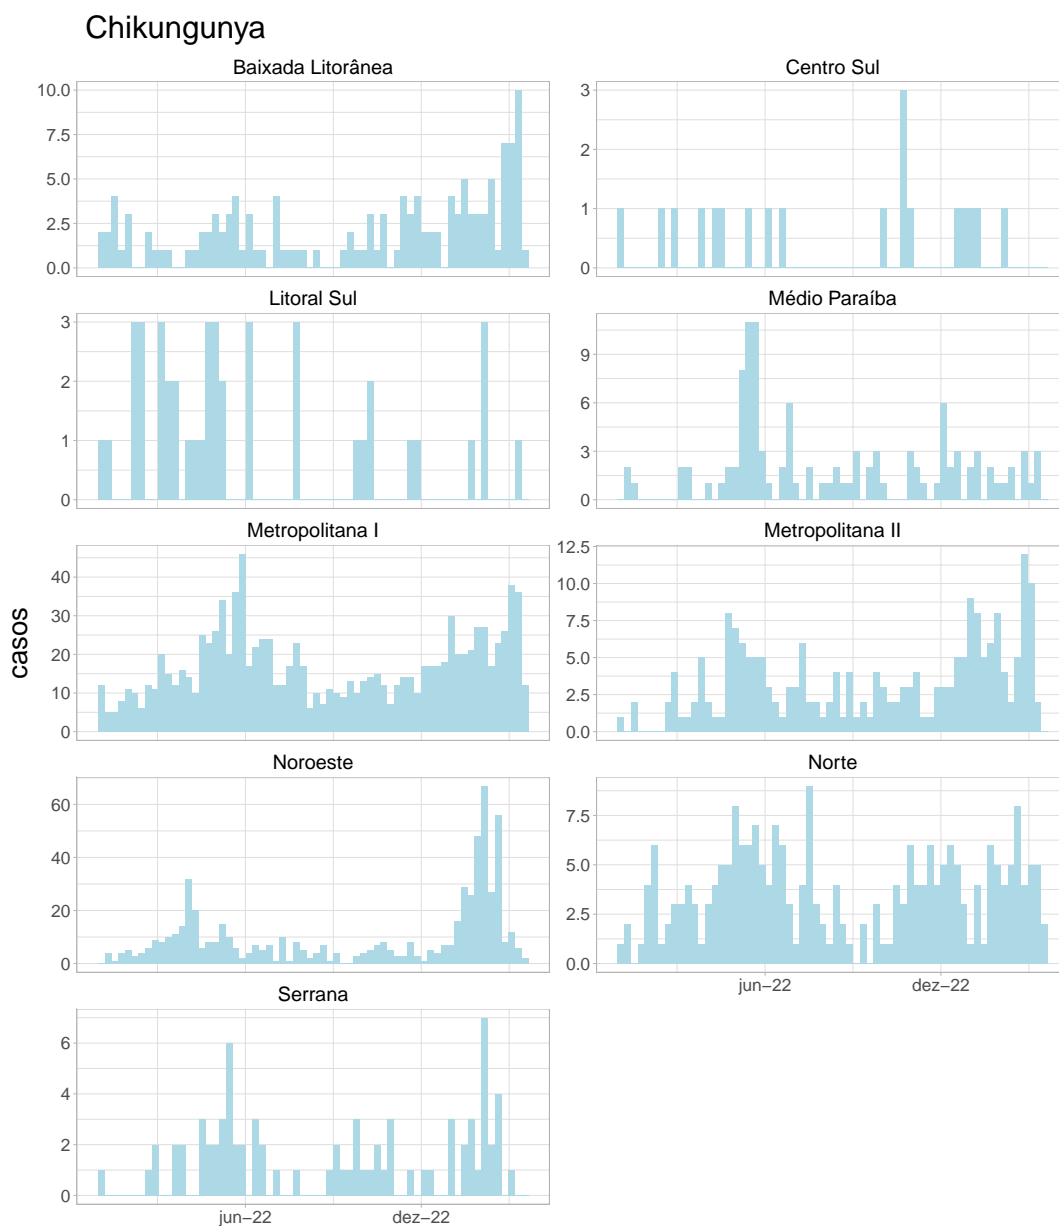 Chikungunya
Baixada Litorânea
Centro Sul
10.0
7.5
5.0
2.5
0.0
3
2
1
0
Litoral Sul
Médio Paraíba
3
2
1
0
9
6
3
0
Metropolitana I
Metropolitana II
40
30
20
10
0
12.5
10.0
7.5
5.0
2.5
0.0
casos
Noroeste
Norte
60
40
20
0
7.5
5.0
2.5
0.0
jun−22
dez−22
Serrana
6
4
2
0
jun−22
dez−22